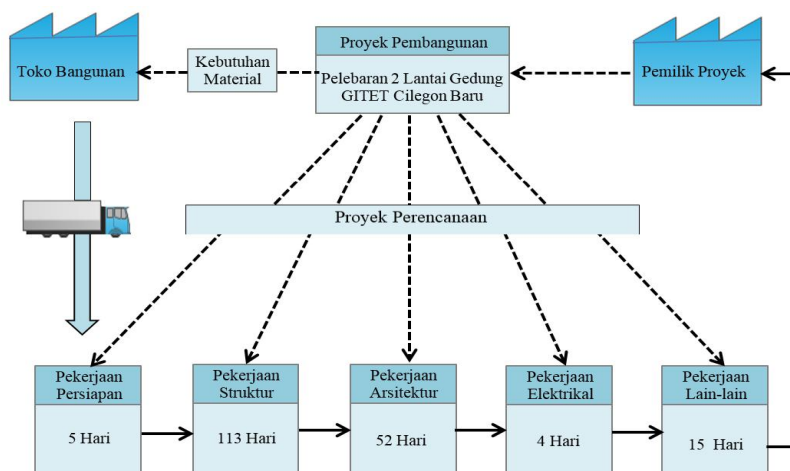 Proyek Pembangunan
Toko Bangunan
Kebutuhan
Material
Pelebaran 2 Lantai Gedung
GITET Cilegon Baru
Pemilik Proyek
Proyek Perencanaan
Pekerjaan
Persiapan
5 Hari
Pekerjaan
Struktur
113 Hari
Pekerjaan
Arsitektur
52 Hari
Pekerjaan
Elektrikal
4 Hari
Pekerjaan
Lain-lain
15 Hari